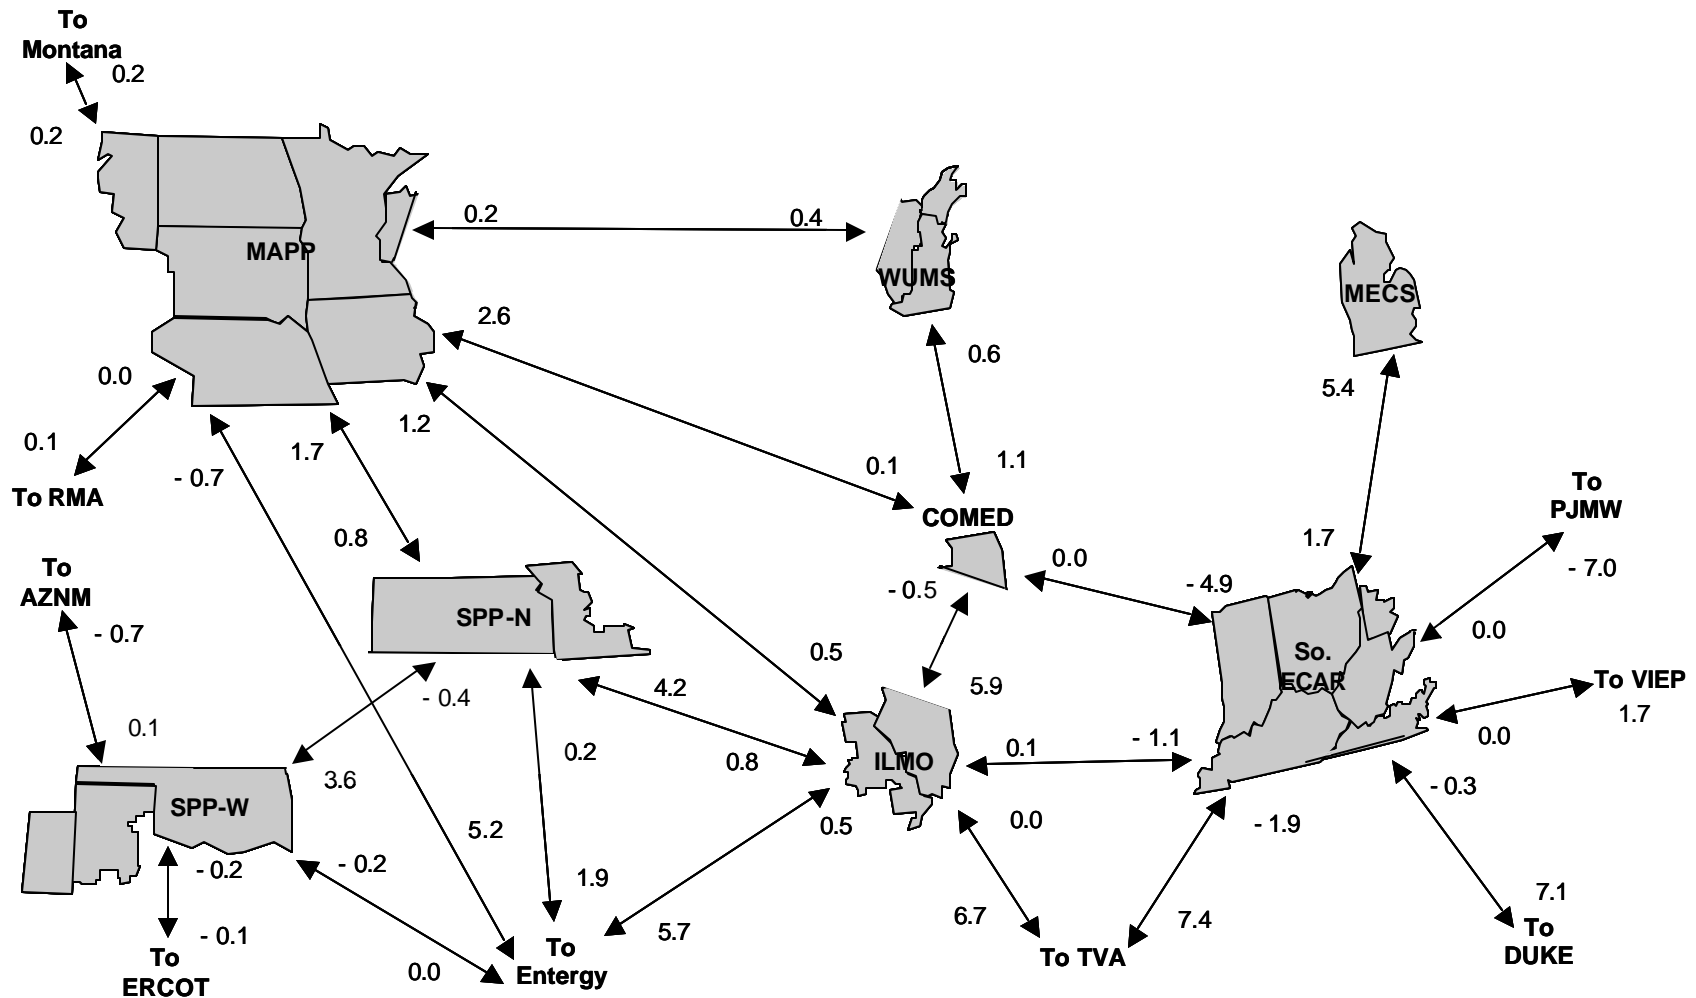 To
Montana
0.2
0.2
MAPP
0.2
0.4
WUMS
MECS
2.6
0.6
5.4
0.0
1.2
0.1
1.7
- 0.7
0.1
1.1
To RMA
To
PJMW
COMED
0.8
1.7
0.0
- 7.0
To
AZNM
- 0.5
- 4.9
- 0.7
SPP-N
0.0
So.
ECAR
0.5
4.2
5.9
- 0.4
To VIEP
1.7
0.1
0.0
0.2
0.8
ILMO
0.1
- 1.1
3.6
- 0.3
SPP-W
5.2
0.5
0.0
- 1.9
- 0.2
- 0.2
1.9
7.1
6.7
7.4
- 0.1
5.7
To
DUKE
To
ERCOT
0.0
To
Entergy
To TVA